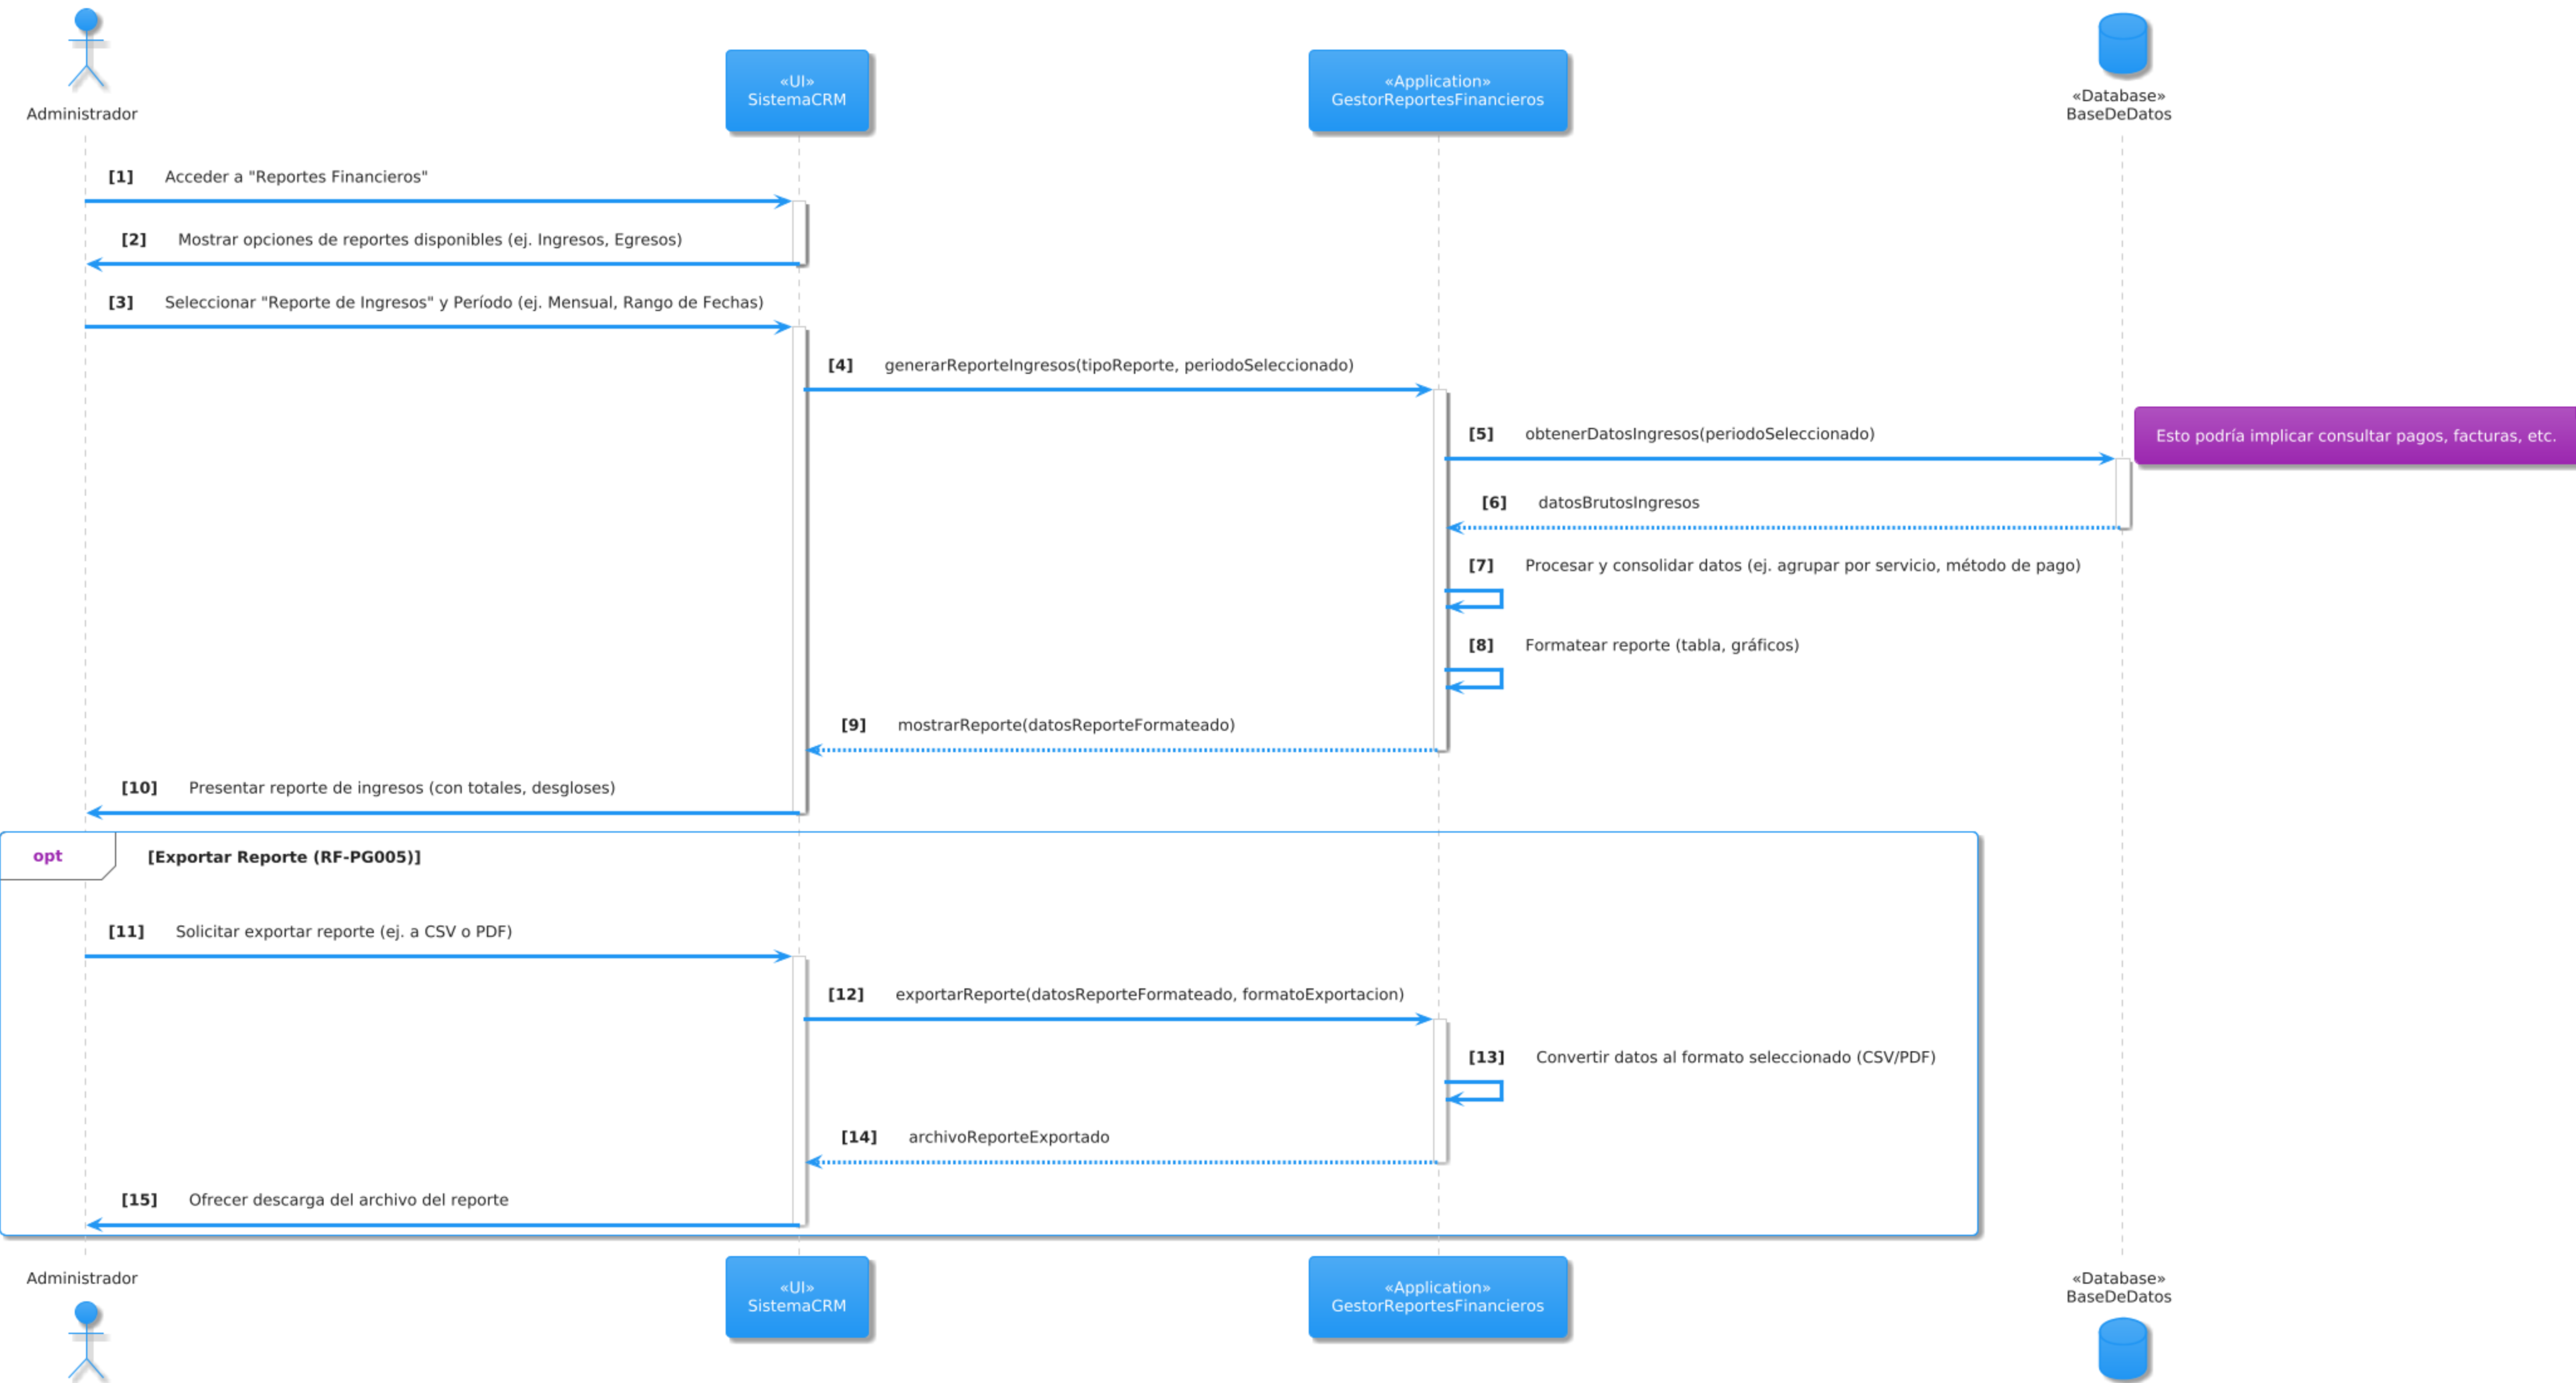 Administrador
«UI»
SistemaCRM
«Application»
GestorReportesFinancieros
«Database»
BaseDeDatos
[1] Acceder a "Reportes Financieros"
[2] Mostrar opciones de reportes disponibles (ej. Ingresos, Egresos)
[3] Seleccionar "Reporte de Ingresos" y Período (ej. Mensual, Rango de Fechas)
[4] generarReporteIngresos(tipoReporte, periodoSeleccionado)
[5] obtenerDatosIngresos(periodoSeleccionado)
Esto podría implicar consultar pagos, facturas, etc.
[6] datosBrutosIngresos
[7] Procesar y consolidar datos (ej. agrupar por servicio, método de pago)
[8] Formatear reporte (tabla, gráficos)
[9] mostrarReporte(datosReporteFormateado)
[10] Presentar reporte de ingresos (con totales, desgloses)
opt [Exportar Reporte (RF-PG005)]
[11] Solicitar exportar reporte (ej. a CSV o PDF)
[12] exportarReporte(datosReporteFormateado, formatoExportacion)
[13] Convertir datos al formato seleccionado (CSV/PDF)
[14] archivoReporteExportado
[15] Ofrecer descarga del archivo del reporte
Administrador
«UI»
SistemaCRM
«Application»
GestorReportesFinancieros
«Database»
BaseDeDatos